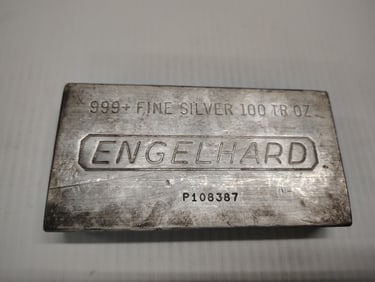 999+ FINE SILVER 100 TR OZ
ENGELHARD
P108387